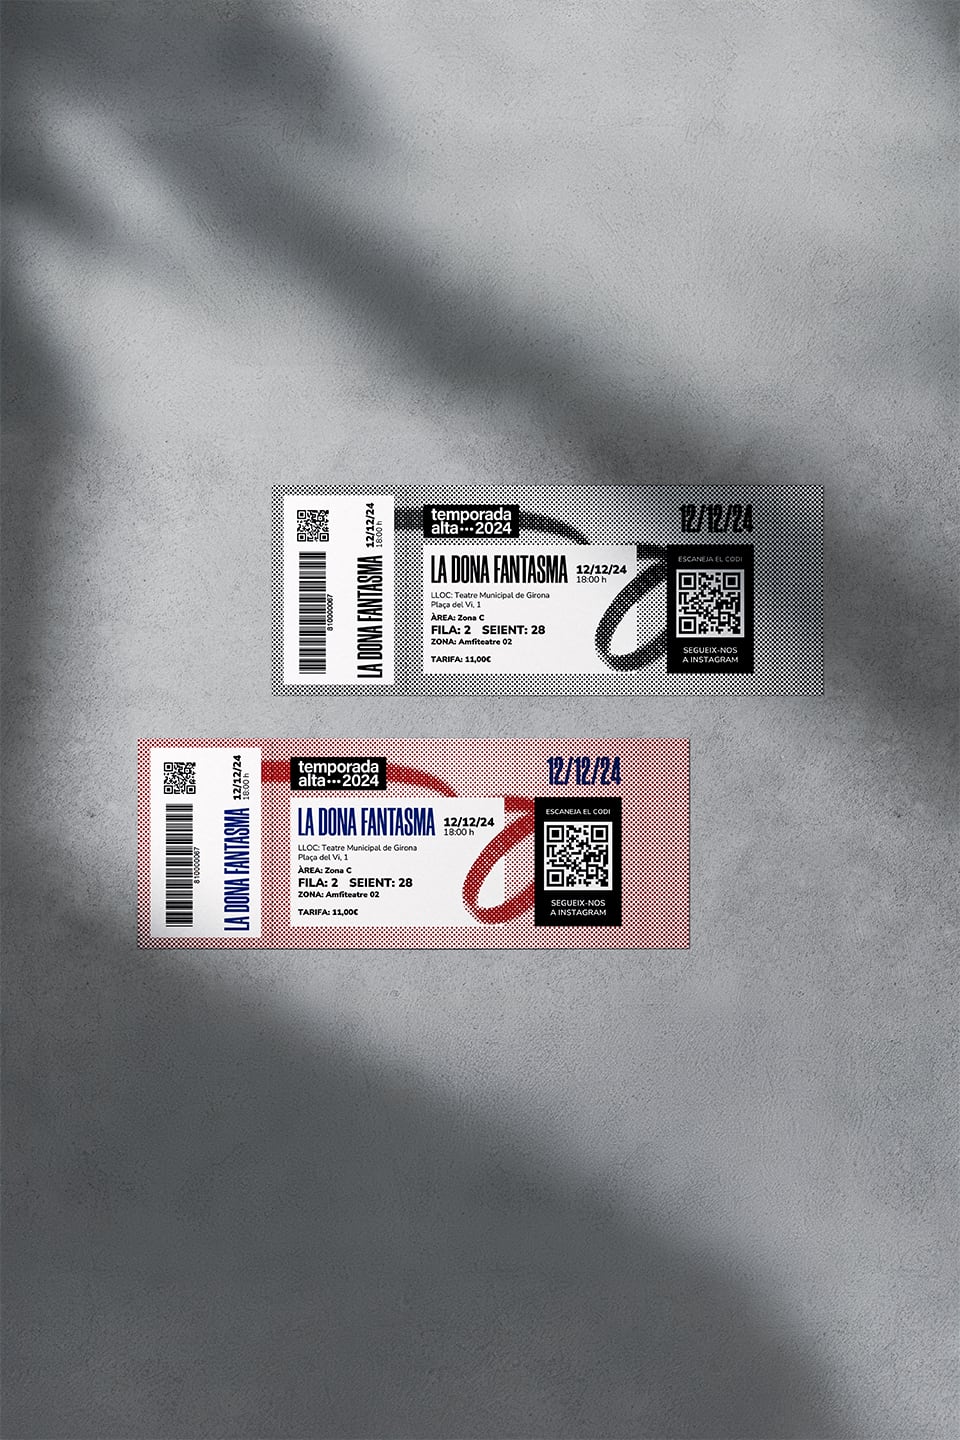 810000067
LA DONA FANTASMA
12/12/24
18:00 h
temporada
alta···2024
LA DONA FANTASMA
12/12/24
18:00 h
LLOC: Teatre Municipal de Girona
Plaça del Vi, 1
ÀREA: Zona C
FILA: 2 SEIENT: 28
ZONA: Amfiteatre 02
TARIFA: 11,00€
12/12/24
ESCANEJA EL CODI
SEGUEIX-NOS
A INSTAGRAM
810000067
LA DONA FANTASMA
12/12/24
18:00 h
temporada
alta···2024
LA DONA FANTASMA
12/12/24
18:00 h
LLOC: Teatre Municipal de Girona
Plaça del Vi, 1
ÀREA: Zona C
FILA: 2 SEIENT: 28
ZONA: Amfiteatre 02
TARIFA: 11,00€
12/12/24
ESCANEJA EL CODI
SEGUEIX-NOS
A INSTAGRAM